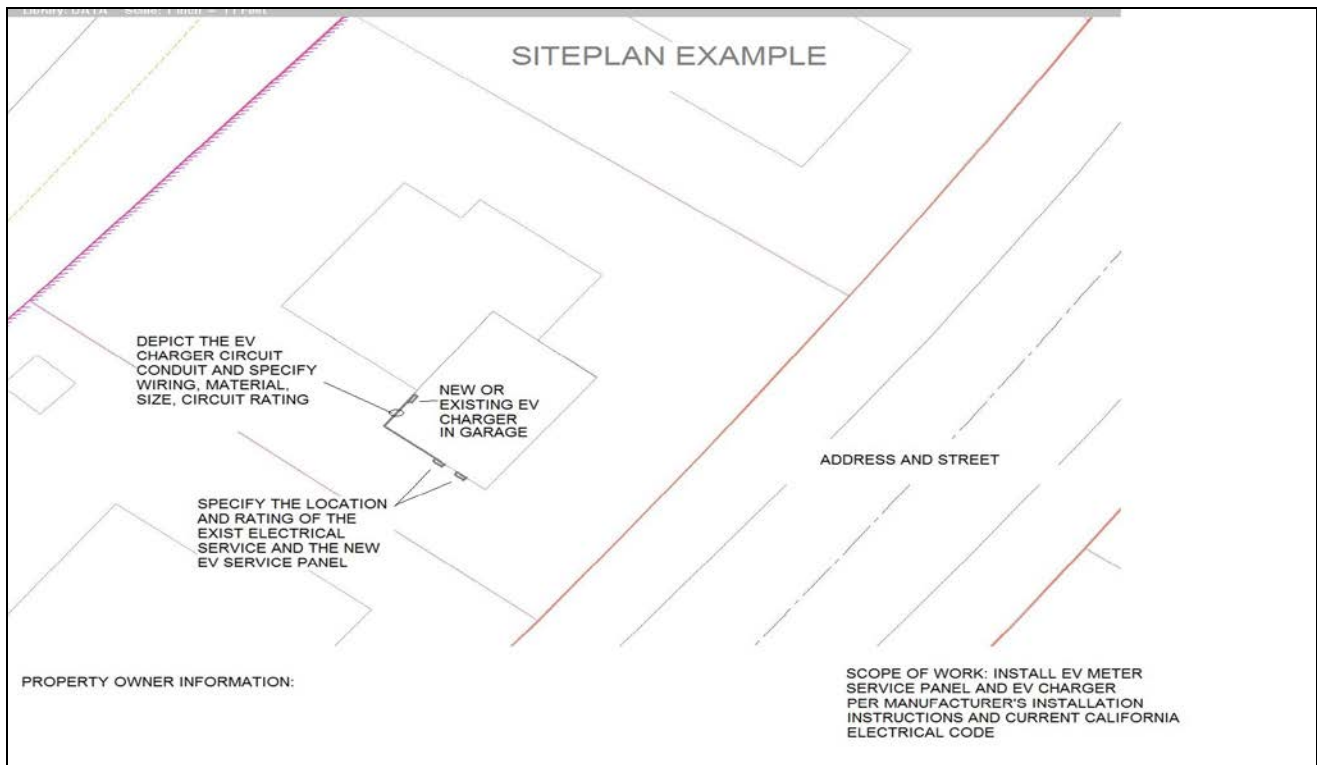 SITEPLAN EXAMPLE
DEPICT THE EV
CHARGER CIRCUIT
CONDUIT AND SPECIFY
WIRING, MATERIAL,
SIZE, CIRCUIT RATING
NEW OR
EXISTING EV
CHARGER
IN GARAGE
ADDRESS AND STREET
SPECIFY THE LOCATION
AND RATING OF THE
EXIST ELECTRICAL
SERVICE AND THE NEW
EV SERVICE PANEL
PROPERTY OWNER INFORMATION:
SCOPE OF WORK: INSTALL EV METER
SERVICE PANEL AND EV CHARGER
PER MANUFACTURER'S INSTALLATION
INSTRUCTIONS AND CURRENT CALIFORNIA
ELECTRICAL CODE